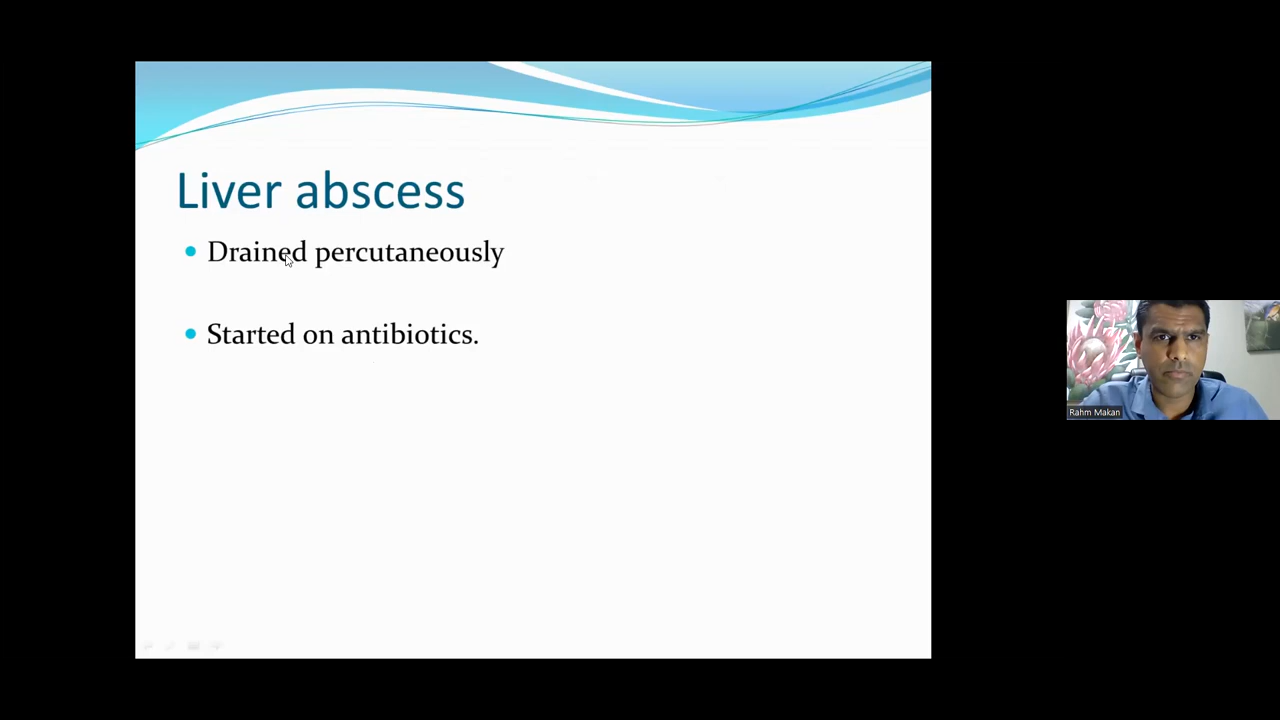 Liver abscess
Drained percutaneously
Started on antibiotics.
Rahm Makan